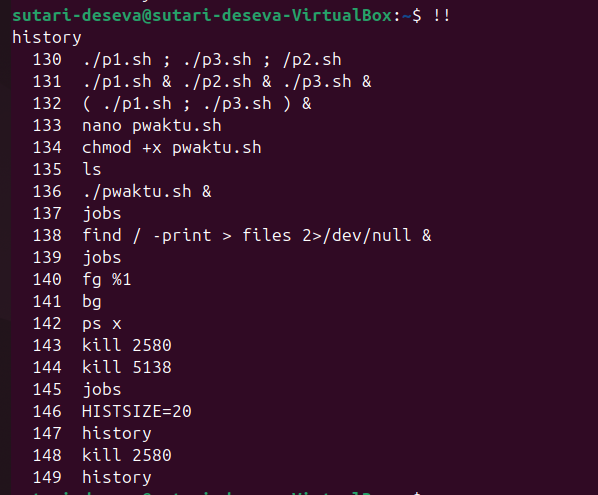 sutari-deseva@sutari-deseva-VirtualBox:~$ !!
history
130 ./p1.sh ; ./p3.sh ; /p2.sh
131 ./p1.sh & ./p2.sh & ./p3.sh &
132 ( ./p1.sh ; ./p3.sh ) &
133 nano pwaktu.sh
134 chmod +x pwaktu.sh
135 ls
136 ./pwaktu.sh &
137 jobs
138 find / -print > files 2>/dev/null &
139 jobs
140 fg %1
141 bg
142 ps x
143 kill 2580
144 kill 5138
145 jobs
146 HISTSIZE=20
147 history
148 kill 2580
149 history